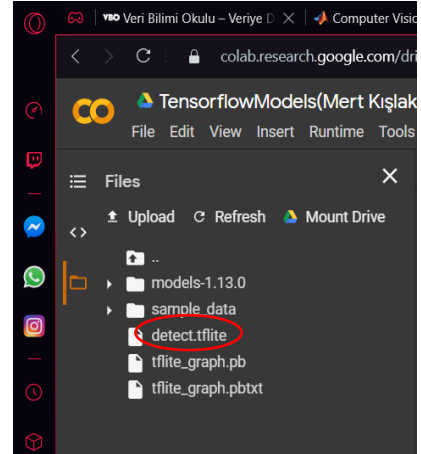 VBO Veri Bilimi Okulu – Veriye D
Computer Visio
colab.research.google.com/dri
TensorflowModels(Mert Kışlak
File Edit View Insert Runtime Tools
Files
Upload Refresh Mount Drive
..
models-1.13.0
sample_data
detect.tflite
tflite_graph.pb
tflite_graph.pbtxt